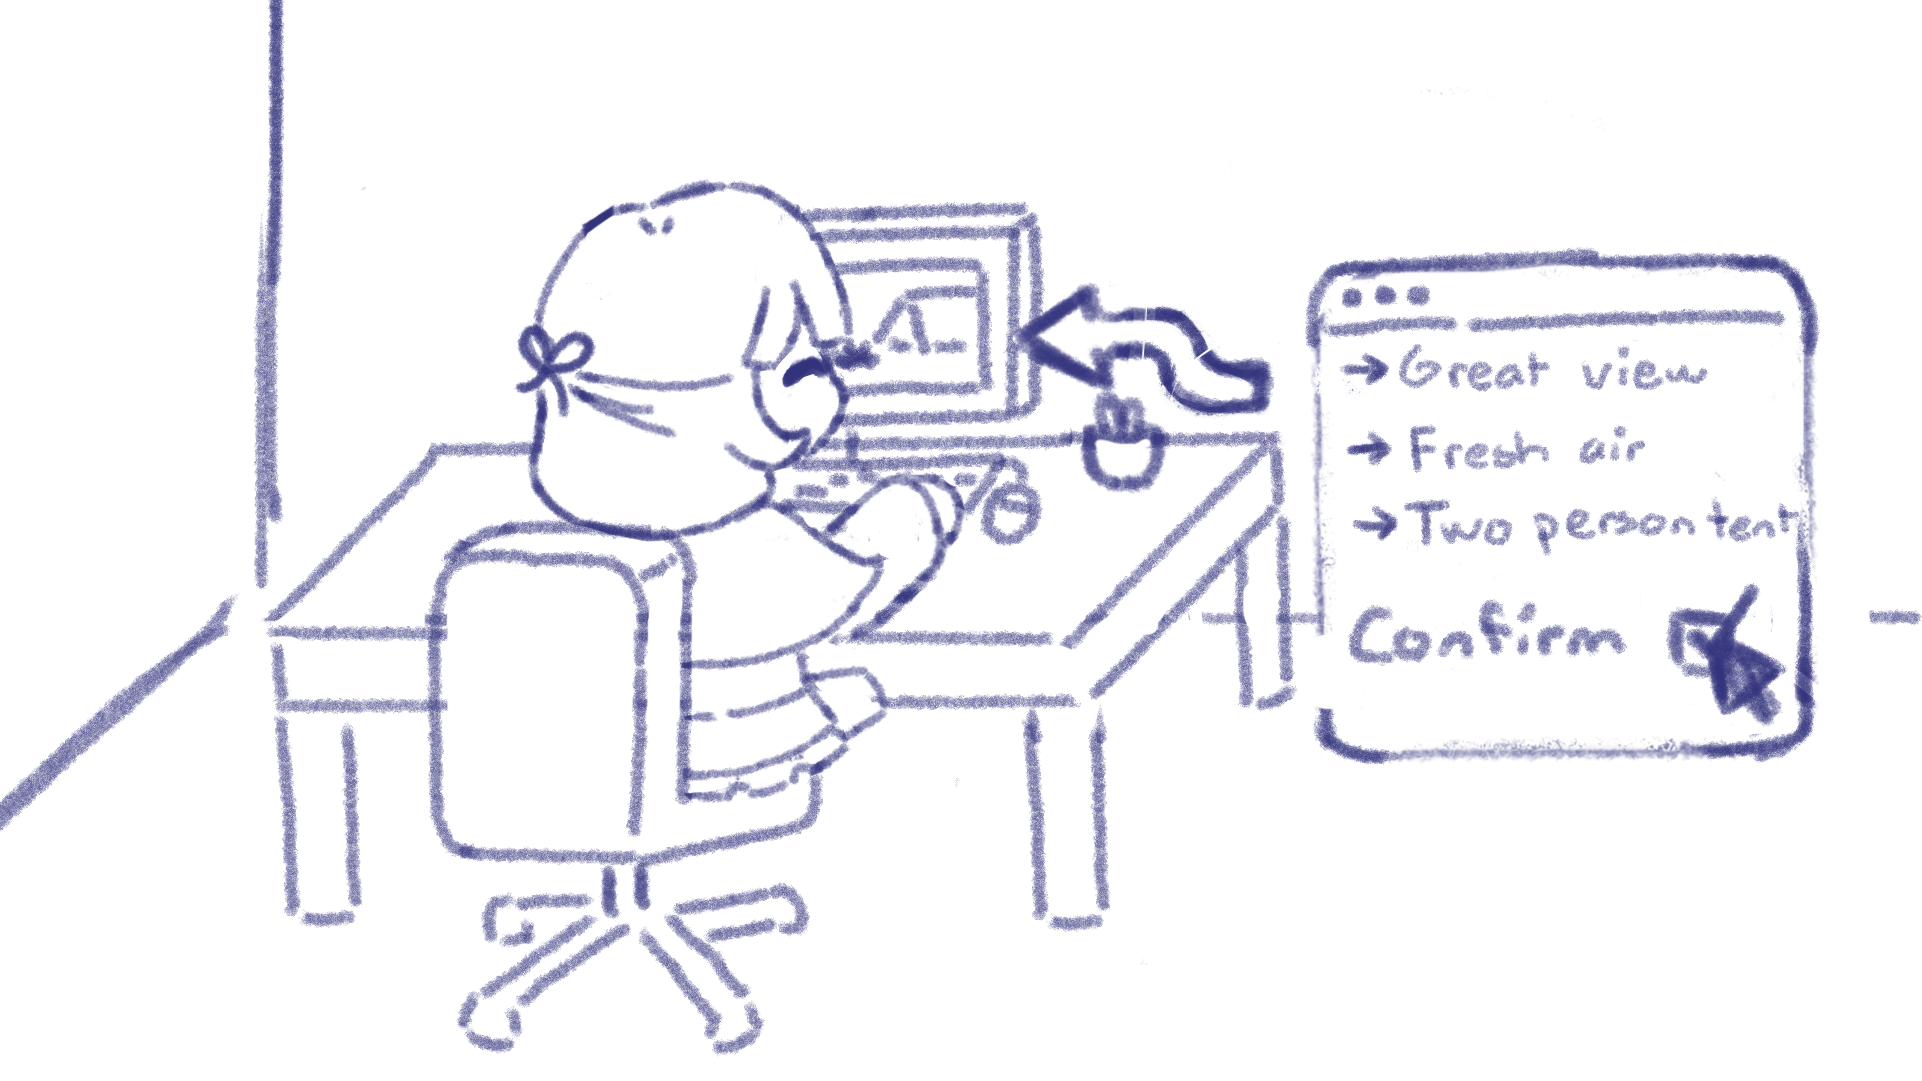 → Great view
→ Fresh air
→ Two person tent
Confirm